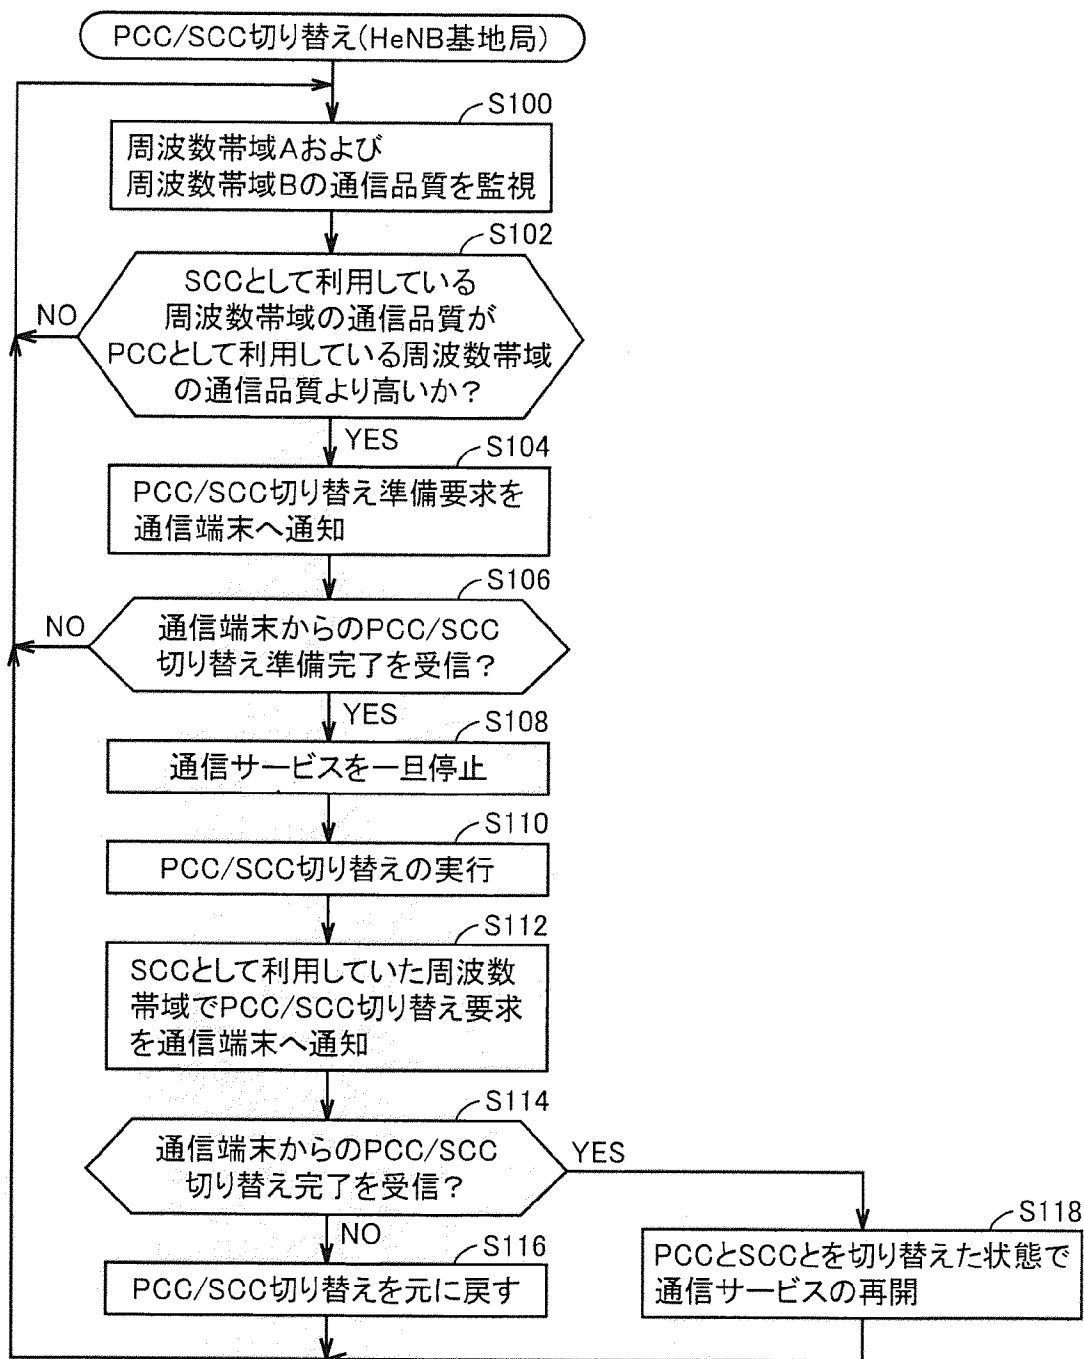 PCC/SCC切り替え(HeNB基地局)
S100
周波数帯域Aおよび
周波数帯域Bの通信品質を監視
S102
SCCとして利用している
周波数帯域の通信品質が
PCCとして利用している周波数帯域
の通信品質より高いか？
NO
YES
S104
PCC/SCC切り替え準備要求を
通信端末へ通知
S106
通信端末からのPCC/SCC
切り替え準備完了を受信？
NO
YES
S108
通信サービスを一旦停止
S110
PCC/SCC切り替えの実行
S112
SCCとして利用していた周波数
帯域でPCC/SCC切り替え要求
を通信端末へ通知
S114
通信端末からのPCC/SCC
切り替え完了を受信？
YES
NO
S116
PCC/SCC切り替えを元に戻す
S118
PCCとSCCとを切り替えた状態で
通信サービスの再開